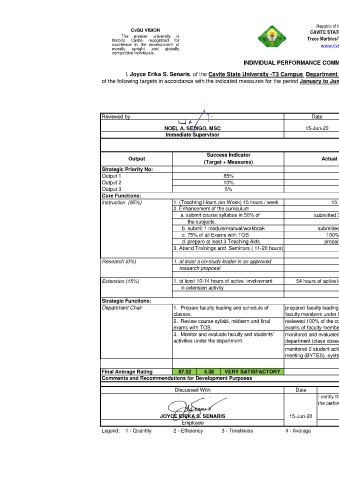 CvSU VISION
The premier university in
historic Cavite recognized for
excellence in the development of
morally upright and globally
competitive individuals.
Republic of
CAVITE STATE
Trece Martires
www.cv
INDIVIDUAL PERFORMANCE COMM
I, Joyce Erika S. Senaris, of the Cavite State University -T3 Campus, Department
of the following targets in accordance with the indicated measures for the period January to Jun
Reviewed by Date
NOEL A. SEDIGO, MSC 15-Jun-20
Immediate Supervisor
Output Success Indicator (Target + Measures) Actual
Strategic Priority No:
Output 1 85%
Output 2 10%
Output 3 5%
Core Functions:
Instruction (85%) 1. (Teaching Hours per Week) 15 hours / week 15
2. Enhancement of the curriculum
a. submit course syllabus in 50% of submitted
the subjects.
b. submit 1 module/manual/workbook submitted
c. 75% of all Exams with TOS 100%
d. prepare at least 3 Teaching Aids prepar
3. Attend Trainings and Seminars ( 11-20 hours)
Research (0%) 1. at least a co-study leader in an approved
research proposal
Extension (15%) 1. at least 10-14 hours of active involvement 54 hours of active
in extension activity
Strategic Functions:
Department Chair 1. Prepare faculty loading and schedule of prepared faculty loading
classes. faculty members under
2. Review course syllabi, midterm and final reviewed 100% of the co
exams with TOS exams of faculty membe
3. Monitor and evaluate faculty and students' monitored and evaluated
activities under the department. department (class obser
monitored 2 student acti
meeting (BYTES), syste
Final Average Rating 87.52 4.38 VERY SATISFACTORY
Comments and Recommendations for Development Purposes
Discussed With Date
I certify th
the perfor
JOYCE ERIKA S. SENARIS 15-Jun-20
Employee
Legend: 1 - Quantity 2 - Efficiency 3 - Timeliness 4 - Average